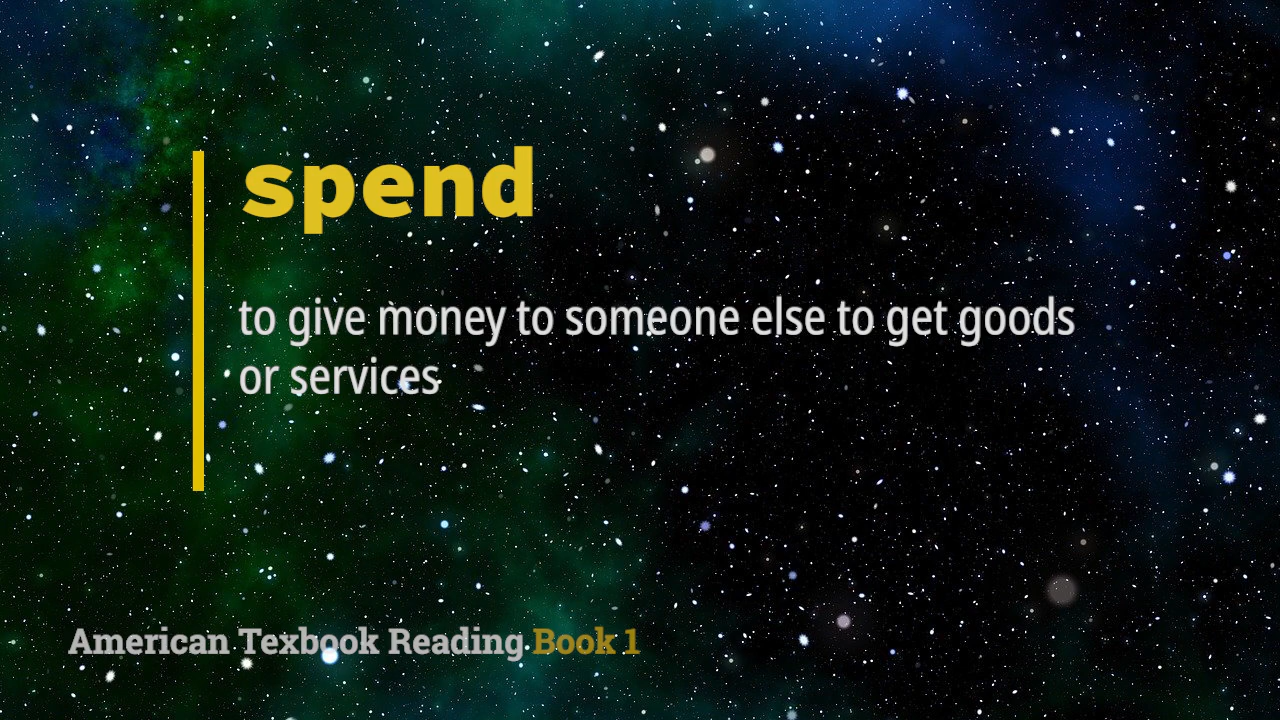 spend
to give money to someone else to get goods
or services
American Texbook Reading Book 1